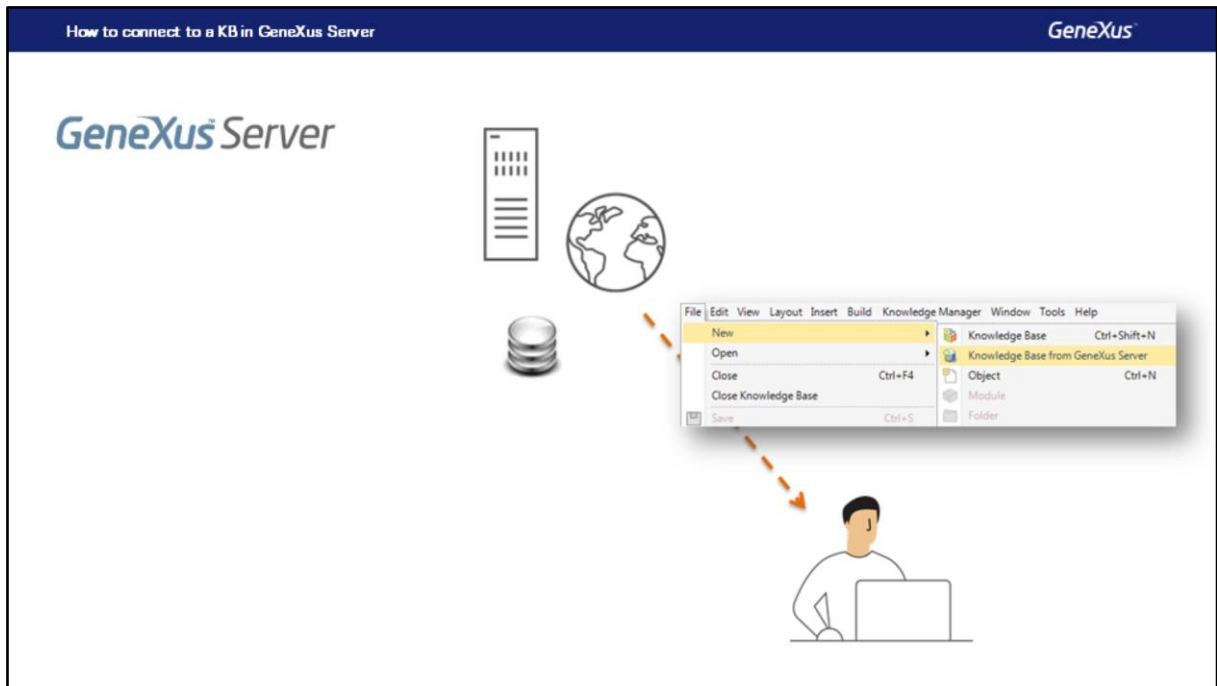 How to connect to a KB in GeneXus Server
GeneXus™
GeneXus™ Server
File Edit View Layout Insert Build Knowledge Manager Window Tools Help
New
Knowledge Base Ctrl+Shift+N
Open
Knowledge Base from GeneXus Server
Close Ctrl+F4
Object Ctrl+N
Close Knowledge Base
Module
Save Ctrl+S
Folder